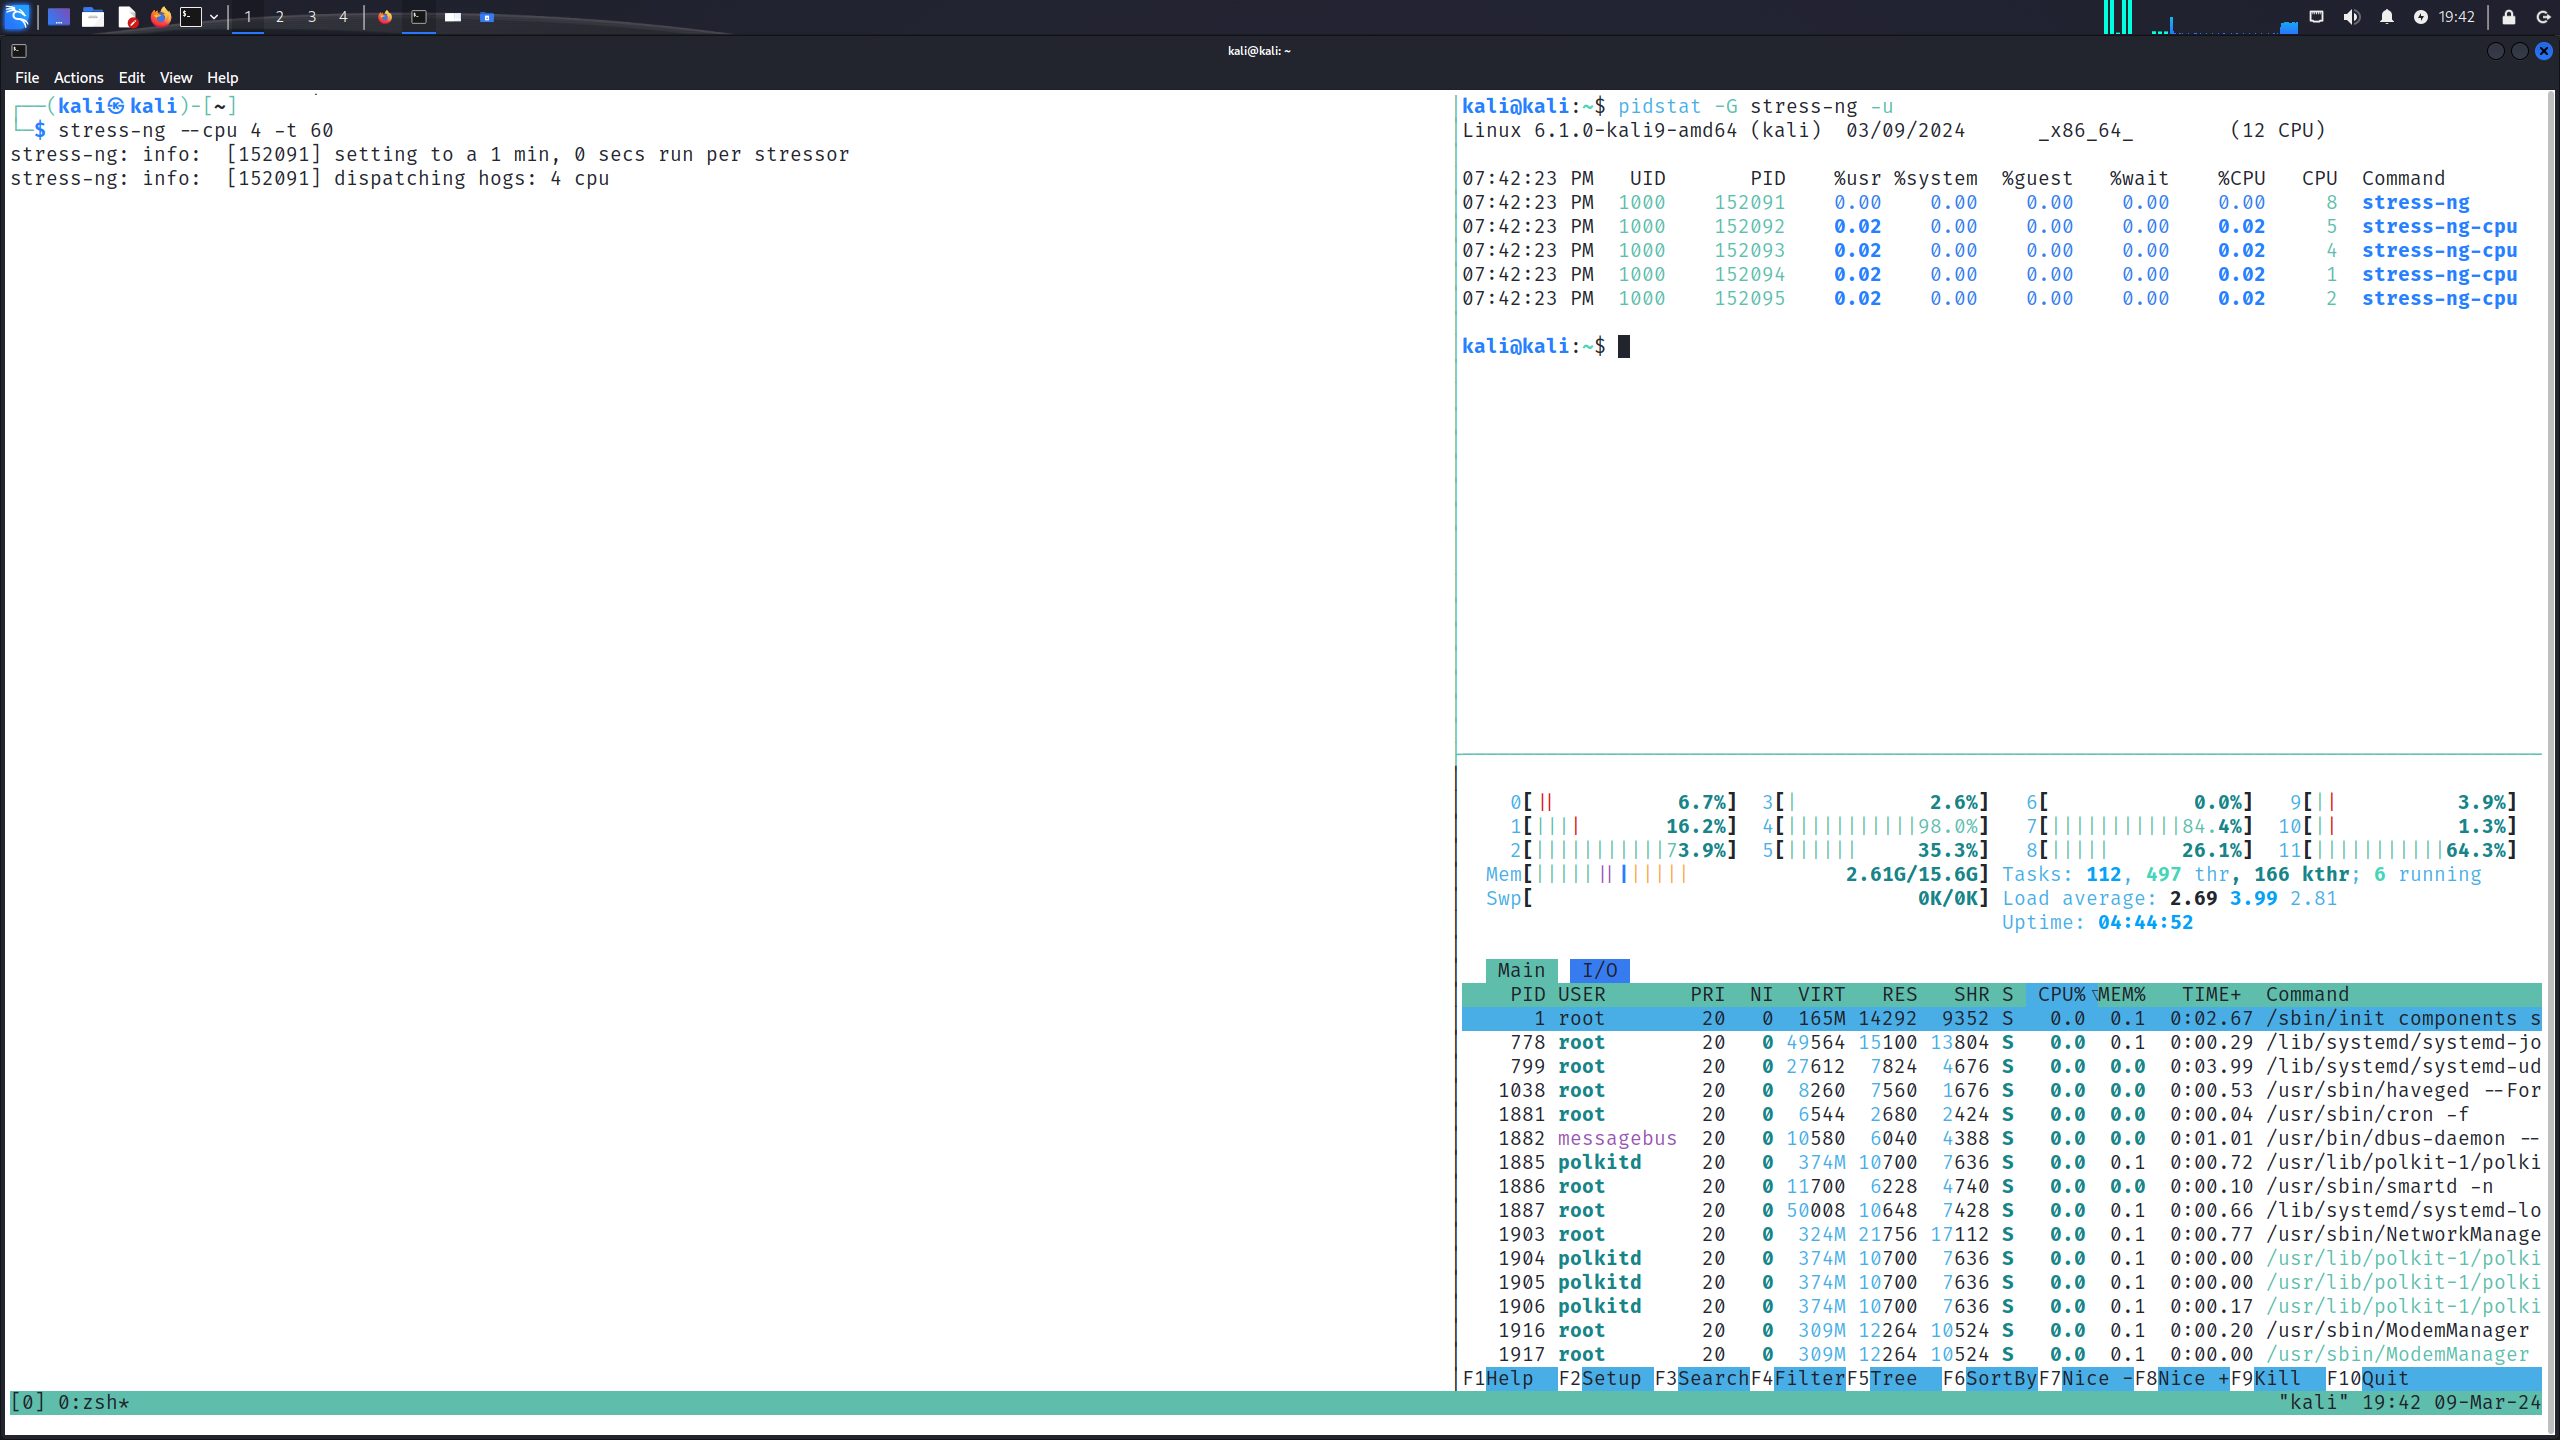 1 2 3 4
19:42
kali@kali: ~
File Actions Edit View Help
┌──(kali㉿kali)-[~]
└─$ stress-ng --cpu 4 -t 60
stress-ng: info:  [152091] setting to a 1 min, 0 secs run per stressor
stress-ng: info:  [152091] dispatching hogs: 4 cpu
kali@kali:~$ pidstat -G stress-ng -u
Linux 6.1.0-kali9-amd64 (kali)  03/09/2024      _x86_64_        (12 CPU)
07:42:23 PM   UID       PID    %usr %system  %guest   %wait    %CPU   CPU  Command
07:42:23 PM  1000    152091    0.00    0.00    0.00    0.00    0.00     8  stress-ng
07:42:23 PM  1000    152092    0.02    0.00    0.00    0.00    0.02     5  stress-ng-cpu
07:42:23 PM  1000    152093    0.02    0.00    0.00    0.00    0.02     4  stress-ng-cpu
07:42:23 PM  1000    152094    0.02    0.00    0.00    0.00    0.02     1  stress-ng-cpu
07:42:23 PM  1000    152095    0.02    0.00    0.00    0.00    0.02     2  stress-ng-cpu
kali@kali:~$
0[||          6.7%]  3[|           2.6%]   6[            0.0%]   9[||          3.9%]
1[||||       16.2%]  4[|||||||||||98.0%]   7[|||||||||||84.4%]  10[||          1.3%]
2[|||||||||||73.9%]  5[||||||     35.3%]   8[|||||      26.1%]  11[|||||||||||64.3%]
Mem[|||||||||||||     2.61G/15.6G] Tasks: 112, 497 thr, 166 kthr; 6 running
Swp[                        0K/0K] Load average: 2.69 3.99 2.81
Uptime: 04:44:52
Main I/O
PID USER       PRI  NI  VIRT   RES   SHR S  CPU%▽MEM%   TIME+  Command
1 root        20   0  165M 14292  9352 S   0.0  0.1  0:02.67 /sbin/init components s
778 root        20   0 49564 15100 13804 S   0.0  0.1  0:00.29 /lib/systemd/systemd-jo
799 root        20   0 27612  7824  4676 S   0.0  0.0  0:03.99 /lib/systemd/systemd-ud
1038 root        20   0  8260  7560  1676 S   0.0  0.0  0:00.53 /usr/sbin/haveged --For
1881 root        20   0  6544  2680  2424 S   0.0  0.0  0:00.04 /usr/sbin/cron -f
1882 messagebus  20   0 10580  6040  4388 S   0.0  0.0  0:01.01 /usr/bin/dbus-daemon --
1885 polkitd     20   0  374M 10700  7636 S   0.0  0.1  0:00.72 /usr/lib/polkit-1/polki
1886 root        20   0 11700  6228  4740 S   0.0  0.0  0:00.10 /usr/sbin/smartd -n
1887 root        20   0 50008 10648  7428 S   0.0  0.1  0:00.66 /lib/systemd/systemd-lo
1903 root        20   0  324M 21756 17112 S   0.0  0.1  0:00.77 /usr/sbin/NetworkManage
1904 polkitd     20   0  374M 10700  7636 S   0.0  0.1  0:00.00 /usr/lib/polkit-1/polki
1905 polkitd     20   0  374M 10700  7636 S   0.0  0.1  0:00.00 /usr/lib/polkit-1/polki
1906 polkitd     20   0  374M 10700  7636 S   0.0  0.1  0:00.17 /usr/lib/polkit-1/polki
1916 root        20   0  309M 12264 10524 S   0.0  0.1  0:00.20 /usr/sbin/ModemManager
1917 root        20   0  309M 12264 10524 S   0.0  0.1  0:00.00 /usr/sbin/ModemManager
F1Help  F2Setup F3SearchF4FilterF5Tree  F6SortByF7Nice -F8Nice +F9Kill  F10Quit
[0] 0:zsh* "kali" 19:42 09-Mar-24